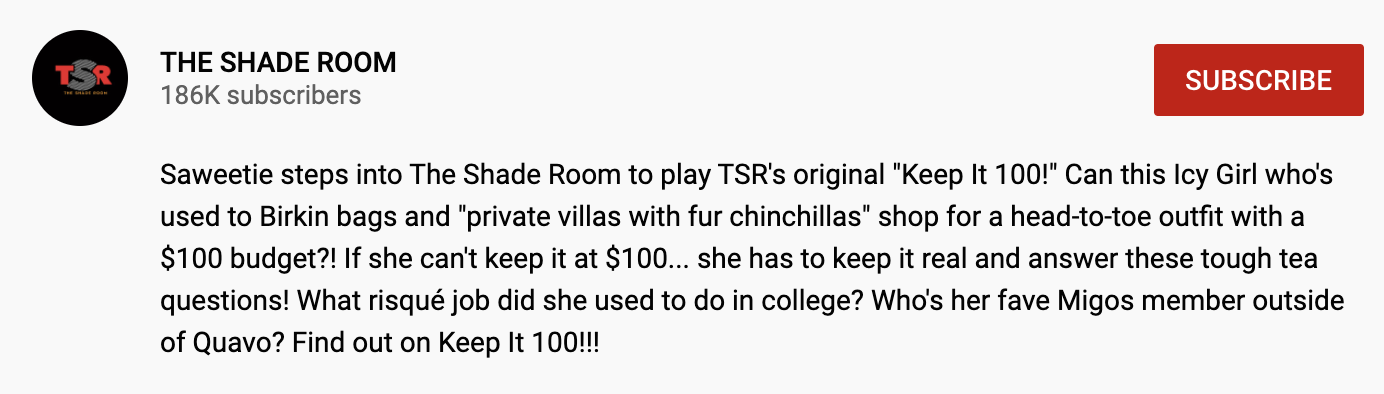 TSR
THE SHADE ROOM
THE SHADE ROOM
186K subscribers
SUBSCRIBE
Saweetie steps into The Shade Room to play TSR's original "Keep It 100!" Can this Icy Girl who's
used to Birkin bags and "private villas with fur chinchillas" shop for a head-to-toe outfit with a
$100 budget?! If she can't keep it at $100... she has to keep it real and answer these tough tea
questions! What risqué job did she used to do in college? Who's her fave Migos member outside
of Quavo? Find out on Keep It 100!!!